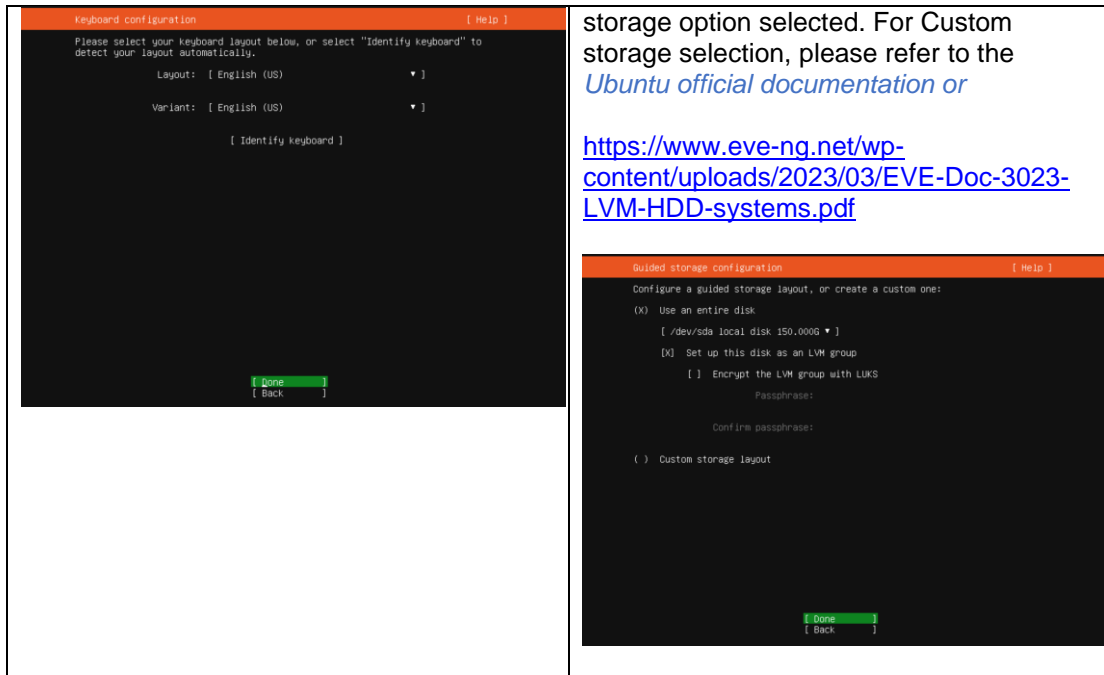 Keyboard configuration [ Help ]
Please select your keyboard layout below, or select "Identify keyboard" to
detect your layout automatically.
Layout: [ English (US) ▾ ]
Variant: [ English (US) ▾ ]
[ Identify keyboard ]
[ Done ]
[ Back ]
storage option selected. For Custom
storage selection, please refer to the
Ubuntu official documentation or
https://www.eve-ng.net/wp-
content/uploads/2023/03/EVE-Doc-3023-
LVM-HDD-systems.pdf
Guided storage configuration [ Help ]
Configure a guided storage layout, or create a custom one:
(X) Use an entire disk
[ /dev/sda local disk 150.000G ▾ ]
[X] Set up this disk as an LVM group
[ ] Encrypt the LVM group with LUKS
Passphrase:
Confirm passphrase:
( ) Custom storage layout
[ Done ]
[ Back ]